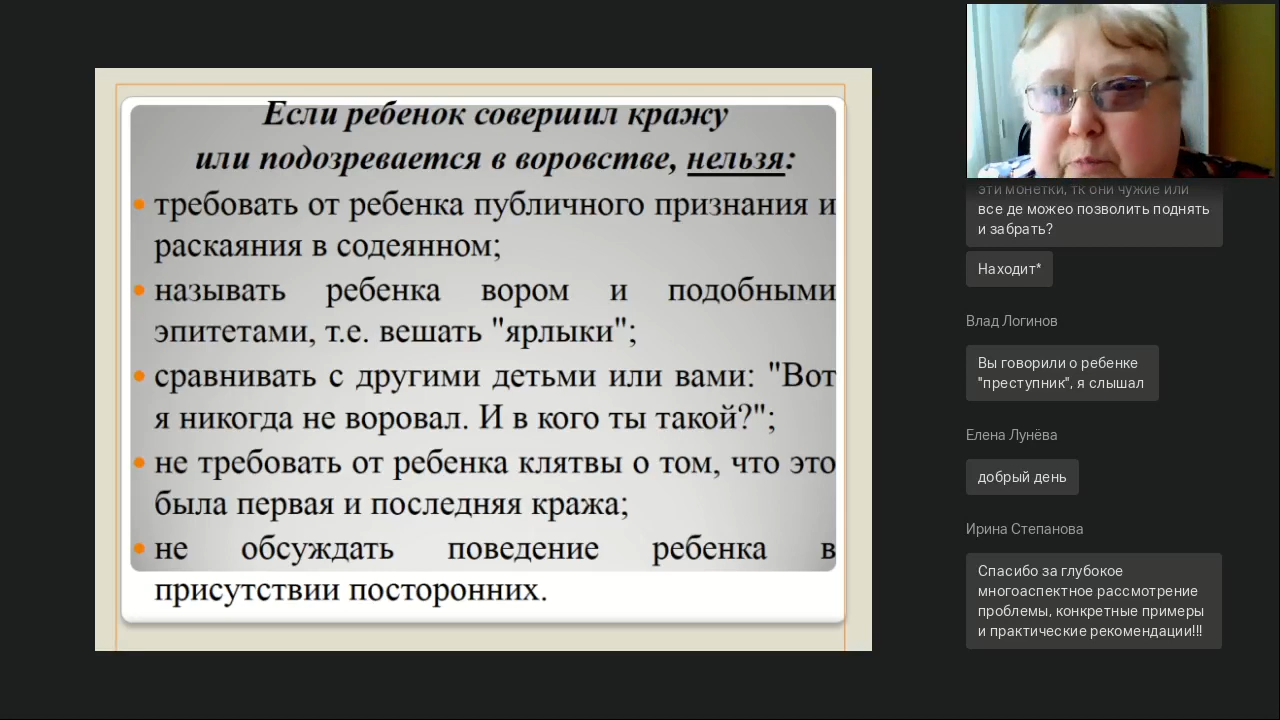 Если ребенок совершил кражу
или подозревается в воровстве, нельзя:
• требовать от ребенка публичного признания и
раскаяния в содеянном;
• называть ребенка вором и подобными
эпитетами, т.е. вешать "ярлыки";
• сравнивать с другими детьми или вами: "Вот
я никогда не воровал. И в кого ты такой?";
• не требовать от ребенка клятвы о том, что это
была первая и последняя кража;
• не обсуждать поведение ребенка в
присутствии посторонних.
эти монетки, тк они чужие или
все де можео позволить поднять
и забрать?
Находит*
Влад Логинов
Вы говорили о ребенке
"преступник", я слышал
Елена Лунёва
добрый день
Ирина Степанова
Спасибо за глубокое
многоаспектное рассмотрение
проблемы, конкретные примеры
и практические рекомендации!!!